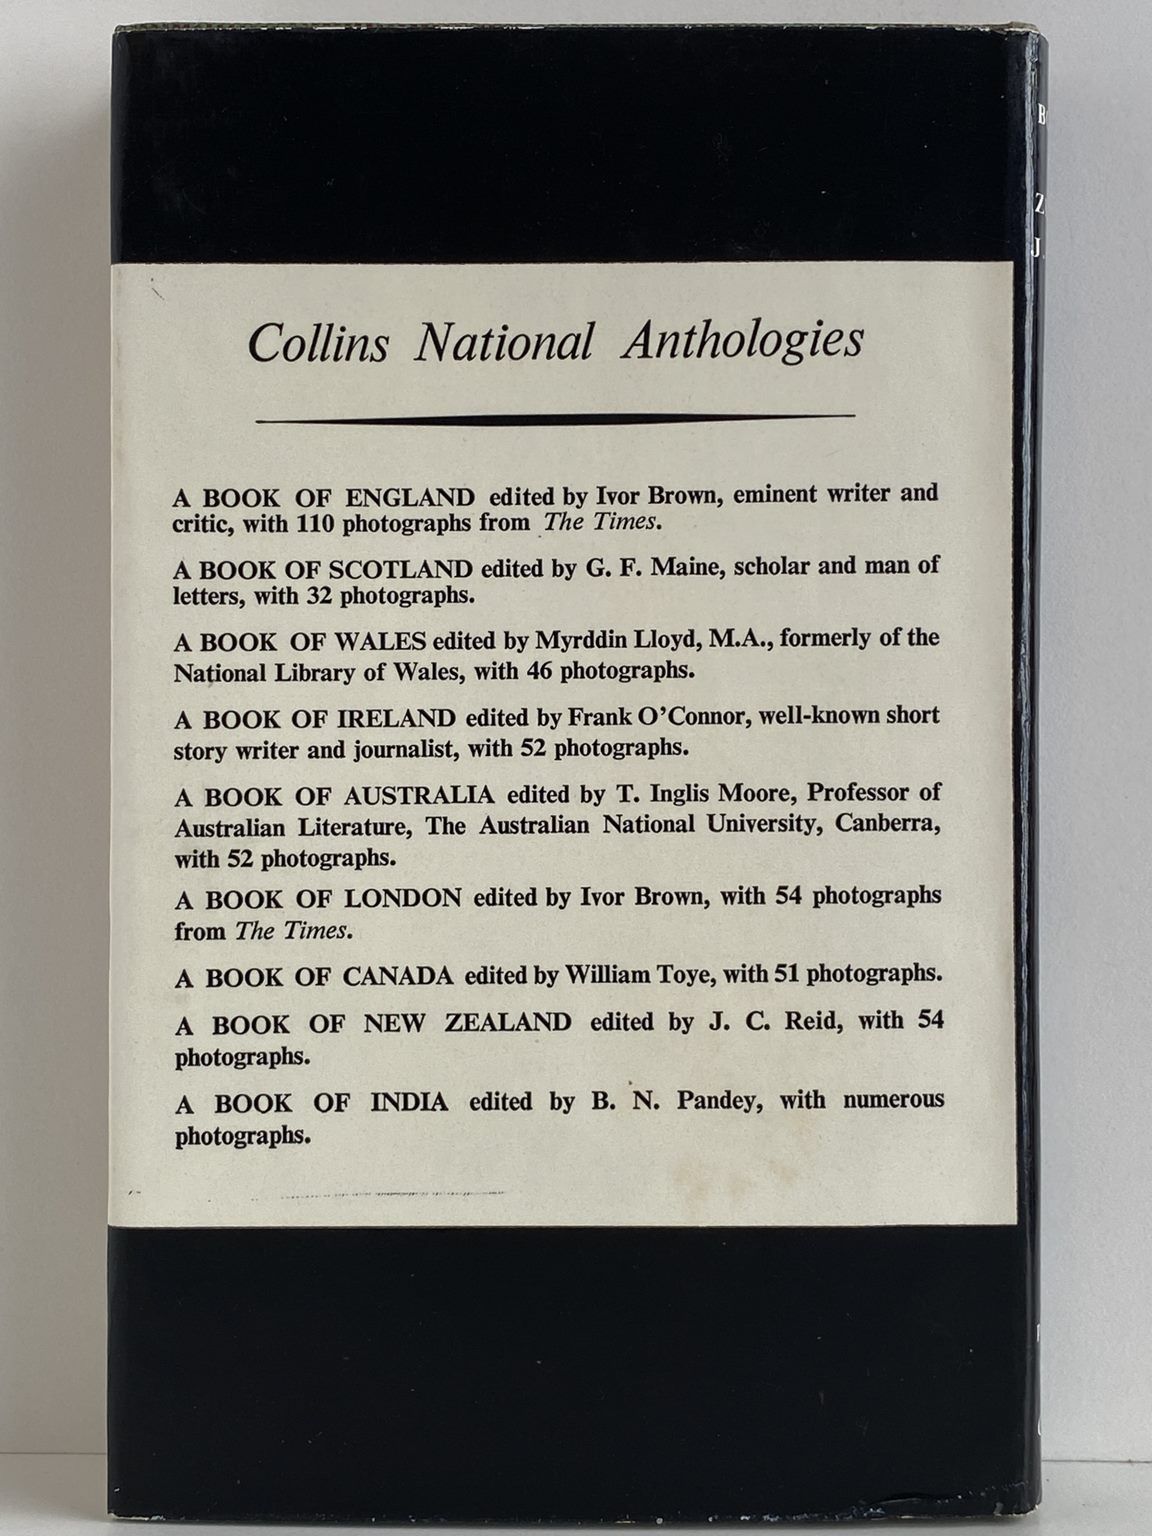 Collins National Anthologies
A BOOK OF ENGLAND edited by Ivor Brown, eminent writer and
critic, with 110 photographs from The Times.
A BOOK OF SCOTLAND edited by G. F. Maine, scholar and man of
letters, with 32 photographs.
A BOOK OF WALES edited by Myrddin Lloyd, M.A., formerly of the
National Library of Wales, with 46 photographs.
A BOOK OF IRELAND edited by Frank O'Connor, well-known short
story writer and journalist, with 52 photographs.
A BOOK OF AUSTRALIA edited by T. Inglis Moore, Professor of
Australian Literature, The Australian National University, Canberra,
with 52 photographs.
A BOOK OF LONDON edited by Ivor Brown, with 54 photographs
from The Times.
A BOOK OF CANADA edited by William Toye, with 51 photographs.
A BOOK OF NEW ZEALAND edited by J. C. Reid, with 54
photographs.
A BOOK OF INDIA edited by B. N. Pandey, with numerous
photographs.